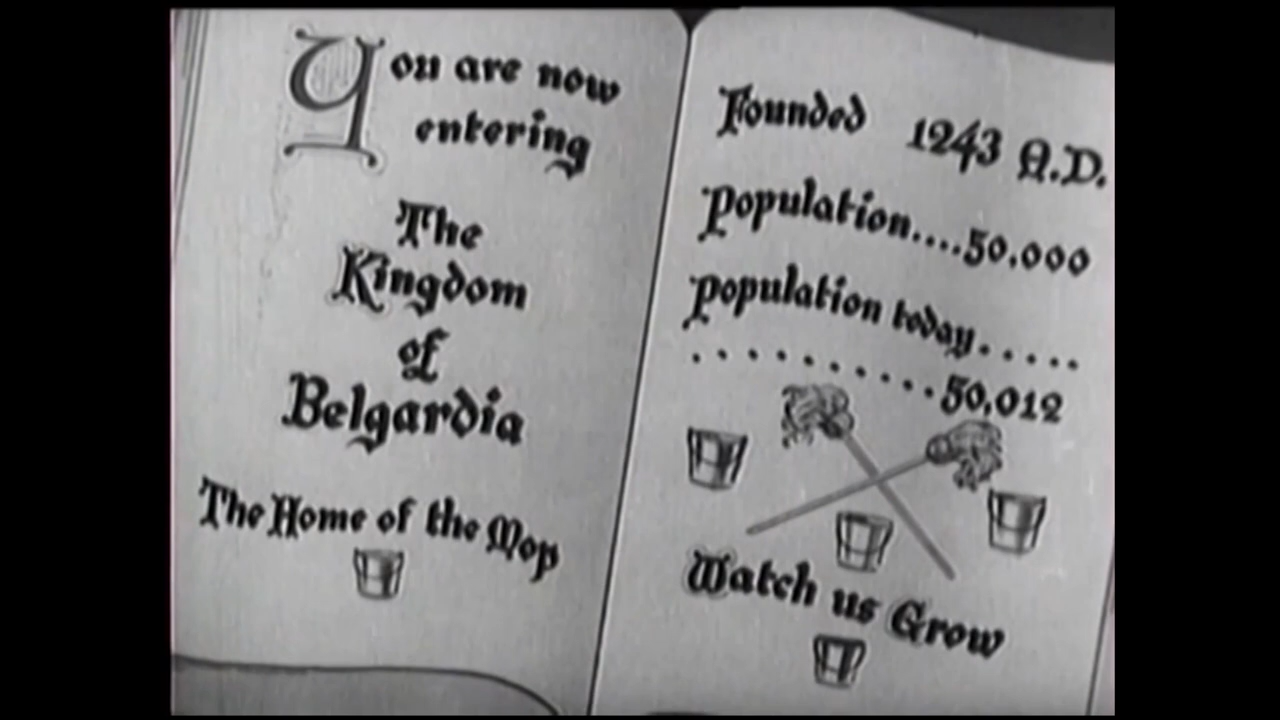 You are now
entering
The
Kingdom
of
Belgardia
The Home of the Mop
Founded 1243 A.D.
Population....50,000
Population today.....
..........50,012
Watch us Grow